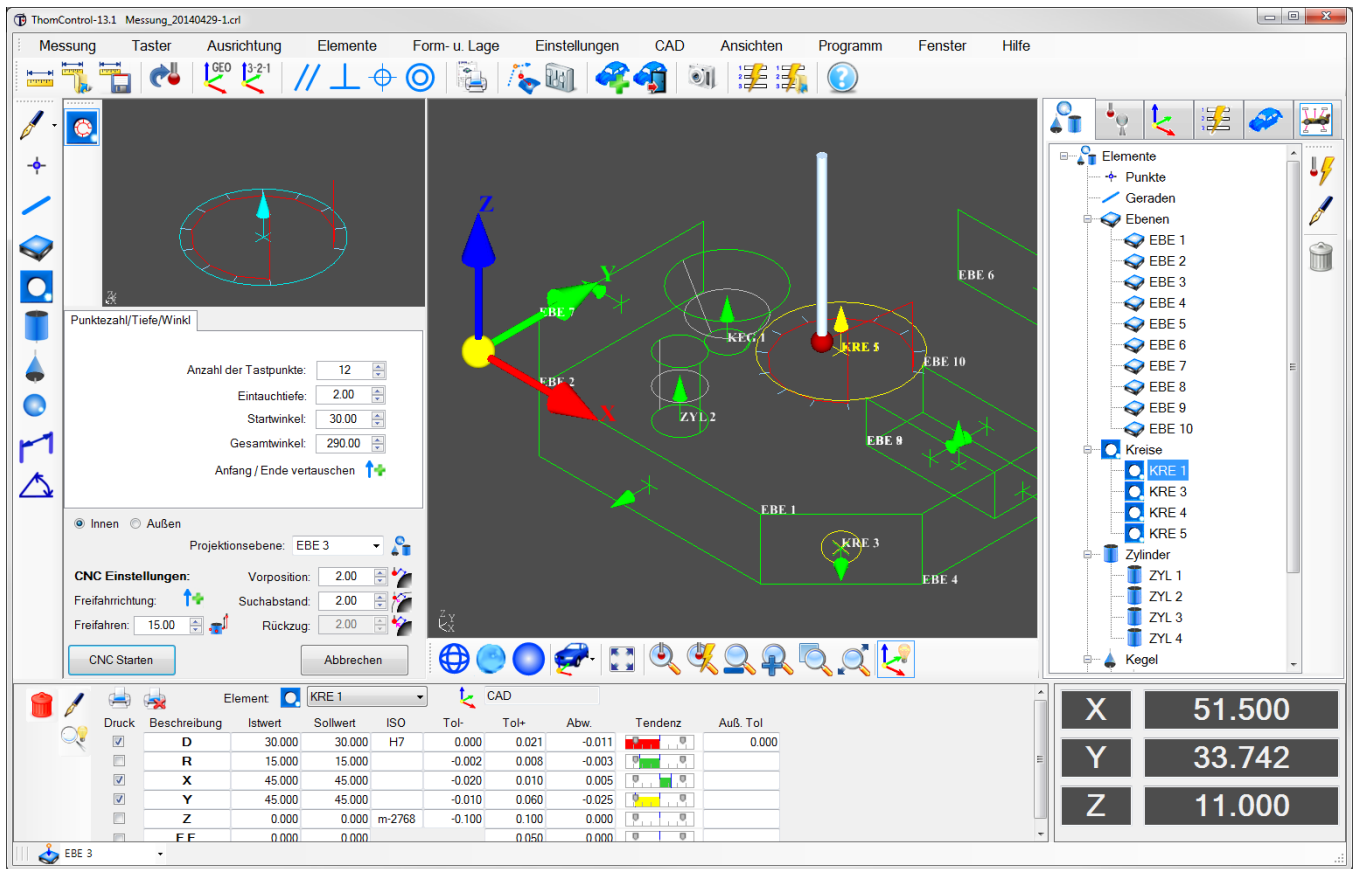 ThomControl-13.1 Messung_20140429-1.crl
Messung Taster Ausrichtung Elemente Form- u. Lage Einstellungen CAD Ansichten Programm Fenster Hilfe
GEO 3-2-1
Punktezahl/Tiefe/Winkl
Anzahl der Tastpunkte: 12
Eintauchtiefe: 2.00
Startwinkel: 30.00
Gesamtwinkel: 290.00
Anfang / Ende vertauschen
Innen Außen
Projektionsebene: EBE 3
CNC Einstellungen: Vorposition: 2.00
Freifahrrichtung: Suchabstand: 2.00
Freifahren: 15.00 Rückzug: 2.00
CNC Starten Abbrechen
Z
Y
X
EBE 6
EBE 7
KEG 1
KRE 5
EBE 10
EBE 2
ZYL 2
EBE 1
KRE 3
EBE 4
Z Y
X
Elemente
Punkte
Geraden
Ebenen
EBE 1
EBE 2
EBE 3
EBE 4
EBE 5
EBE 6
EBE 7
EBE 8
EBE 9
EBE 10
Kreise
KRE 1
KRE 3
KRE 4
KRE 5
Zylinder
ZYL 1
ZYL 2
ZYL 3
ZYL 4
Kegel
Element: KRE 1 CAD
Druck Beschreibung Istwert Sollwert ISO Tol- Tol+ Abw. Tendenz Auß. Tol
D 30.000 30.000 H7 0.000 0.021 -0.011 0.000
R 15.000 15.000 -0.002 0.008 -0.003
X 45.000 45.000 -0.020 0.010 0.005
Y 45.000 45.000 -0.010 0.060 -0.025
Z 0.000 0.000 m-2768 -0.100 0.100 0.000
0.000 0.000 0.050 0.000
X 51.500
Y 33.742
Z 11.000
EBE 3